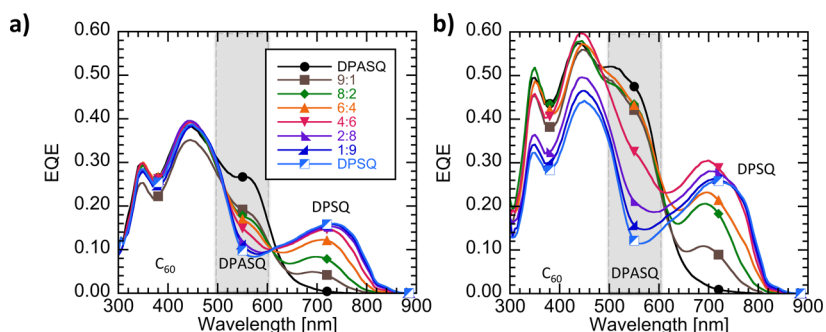 a)
EQE
0.60
0.50
0.40
0.30
0.20
0.10
0.00
300 400 500 600 700 800 900
Wavelength [nm]
DPASQ
9:1
8:2
6:4
4:6
2:8
1:9
DPSQ
C60
DPASQ
DPSQ
b)
EQE
0.60
0.50
0.40
0.30
0.20
0.10
0.00
300 400 500 600 700 800 900
Wavelength [nm]
C60
DPASQ
DPSQ